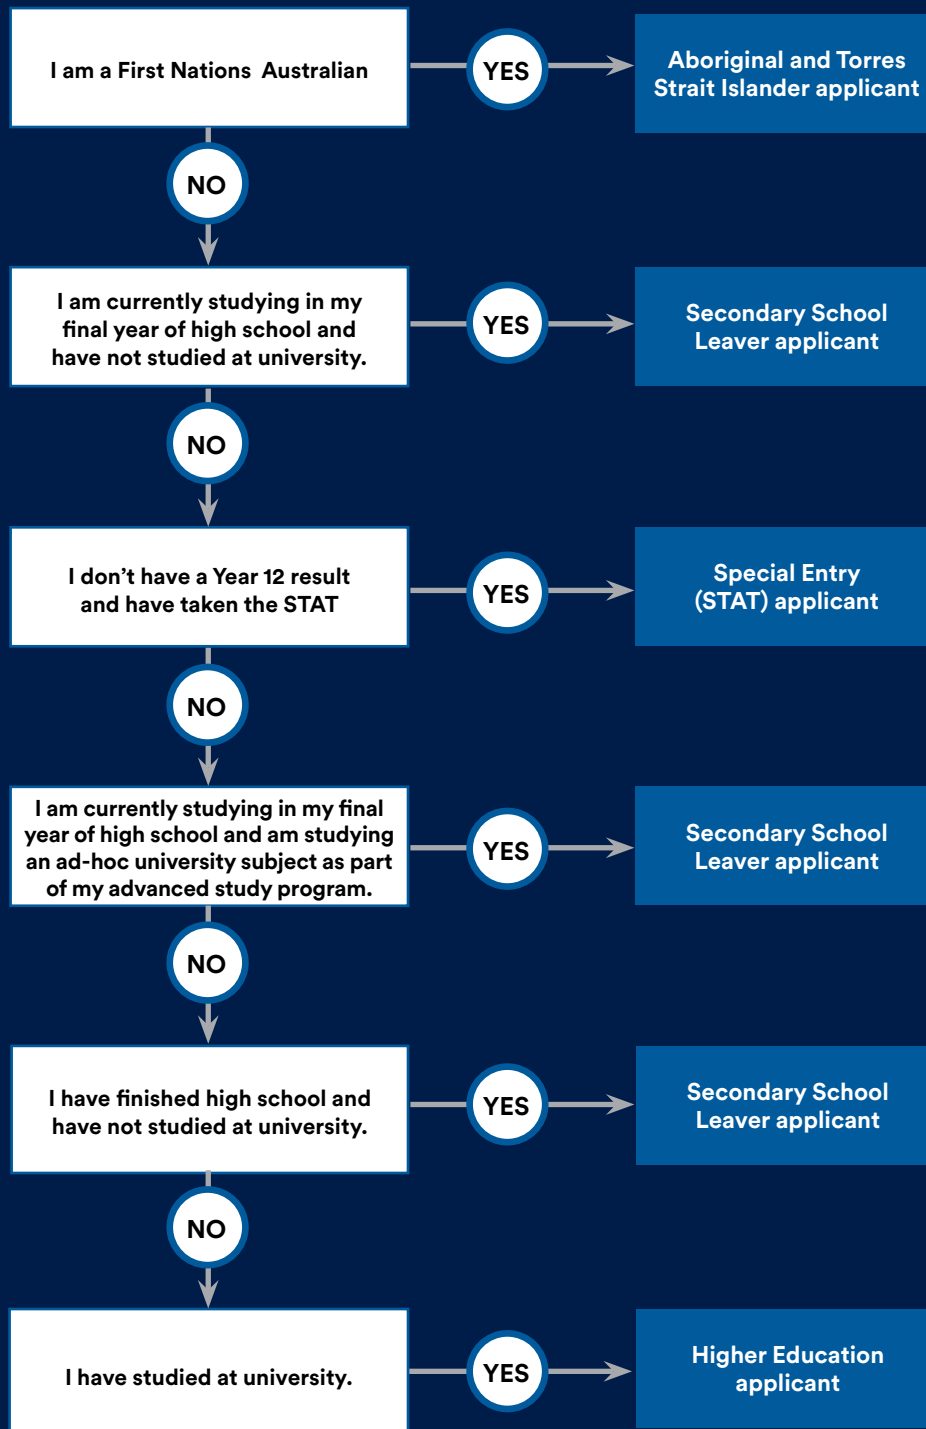 I am a First Nations Australian
YES
Aboriginal and Torres
Strait Islander applicant
NO
I am currently studying in my
final year of high school and
have not studied at university.
YES
Secondary School
Leaver applicant
NO
I don't have a Year 12 result
and have taken the STAT
YES
Special Entry
(STAT) applicant
NO
I am currently studying in my final
year of high school and am studying
an ad-hoc university subject as part
of my advanced study program.
YES
Secondary School
Leaver applicant
NO
I have finished high school and
have not studied at university.
YES
Secondary School
Leaver applicant
NO
I have studied at university.
YES
Higher Education
applicant